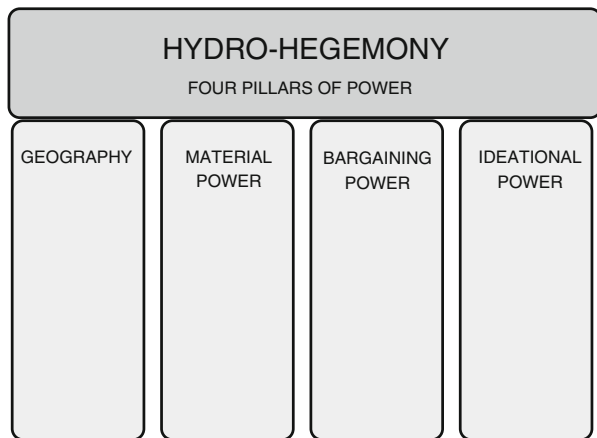 HYDRO-HEGEMONY
FOUR PILLARS OF POWER
GEOGRAPHY
MATERIAL
POWER
BARGAINING
POWER
IDEATIONAL
POWER